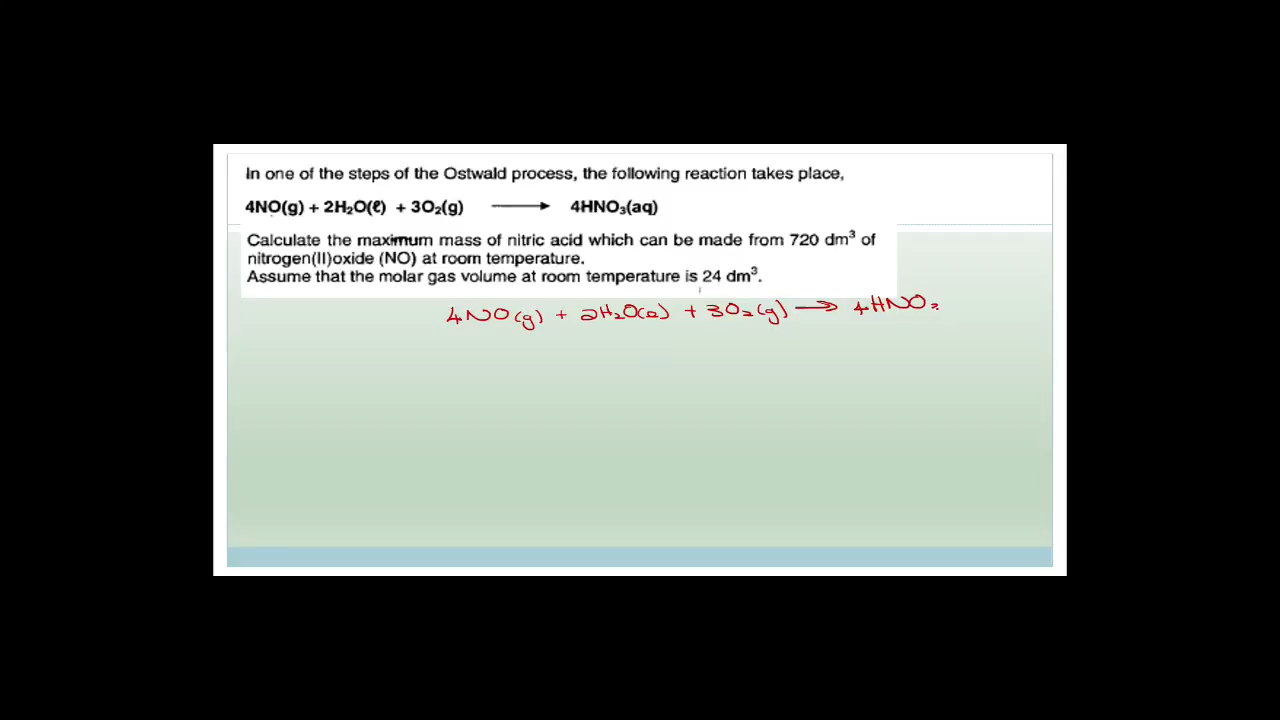 In one of the steps of the Ostwald process, the following reaction takes place,
4NO(g) + 2H₂O(ℓ) + 3O₂(g) ⟶ 4HNO₃(aq)
Calculate the maximum mass of nitric acid which can be made from 720 dm³ of
nitrogen(II)oxide (NO) at room temperature.
Assume that the molar gas volume at room temperature is 24 dm³.
4NO(g) + 2H₂O(ℓ) + 3O₂(g) ⟶ 4HNO₃